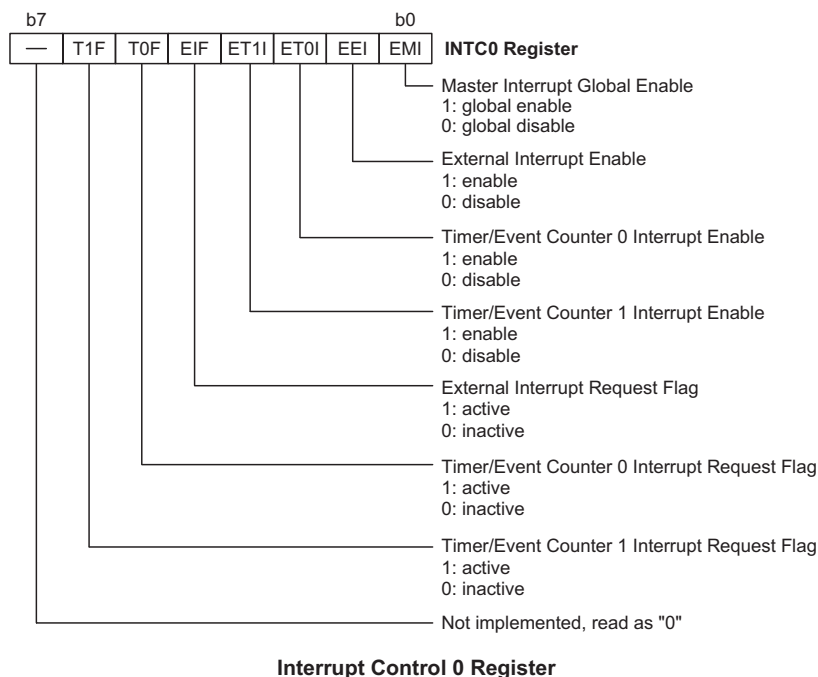 b7 b0
— T1F T0F EIF ET1I ET0I EEI EMI INTC0 Register
Master Interrupt Global Enable
1: global enable
0: global disable
External Interrupt Enable
1: enable
0: disable
Timer/Event Counter 0 Interrupt Enable
1: enable
0: disable
Timer/Event Counter 1 Interrupt Enable
1: enable
0: disable
External Interrupt Request Flag
1: active
0: inactive
Timer/Event Counter 0 Interrupt Request Flag
1: active
0: inactive
Timer/Event Counter 1 Interrupt Request Flag
1: active
0: inactive
Not implemented, read as "0"
Interrupt Control 0 Register